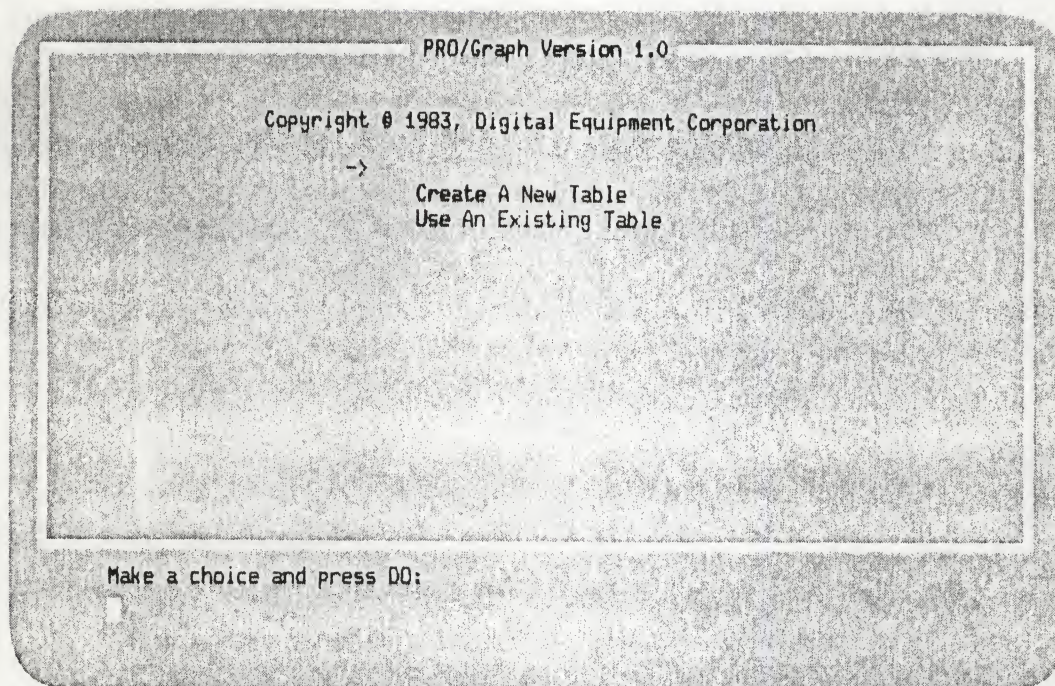 PRO/Graph Version 1.0
Copyright © 1983, Digital Equipment Corporation
->
Create A New Table
Use An Existing Table
Make a choice and press DO: